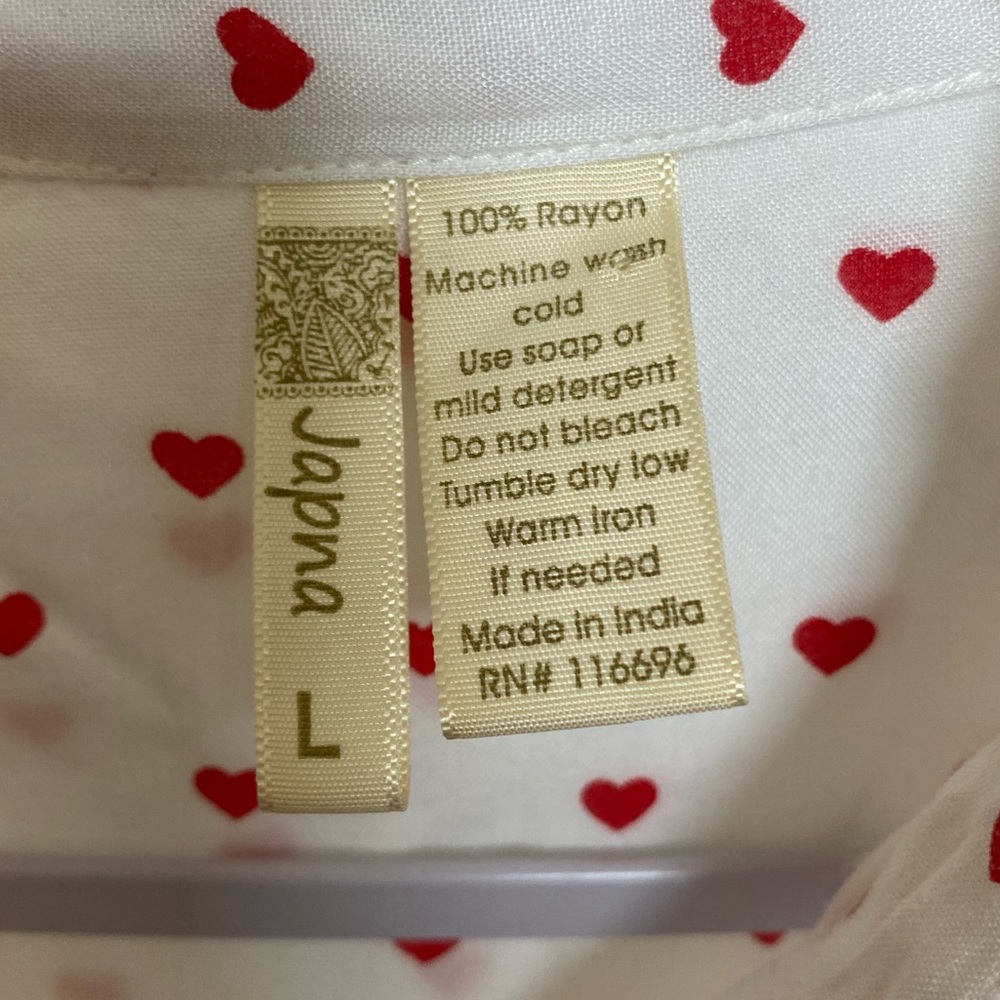 Japna
L
100% Rayon
Machine wash
cold
Use soap or
mild detergent
Do not bleach
Tumble dry low
Warm Iron
If needed
Made in India
RN# 116696